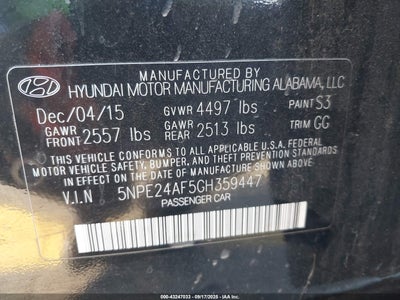 MANUFACTURED BY
HYUNDAI MOTOR MANUFACTURING ALABAMA, LLC
Dec/04/15 GVWR 4497 lbs PAINT S3
GAWR FRONT 2557 lbs GAWR REAR 2513 lbs TRIM GG
THIS VEHICLE CONFORMS TO ALL APPLICABLE U.S.A. FEDERAL
MOTOR VEHICLE SAFETY, BUMPER, AND THEFT PREVENTION STANDARDS
IN EFFECT ON THE DATE OF MANUFACTURE SHOWN ABOVE.
V.I.N 5NPE24AF5GH359447
PASSENGER CAR
000-43247033 - 09/17/2025 - IAA Inc.